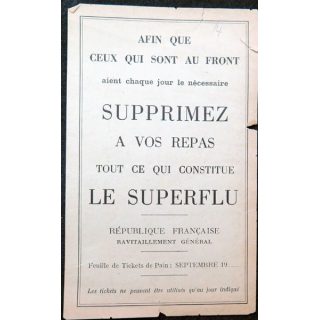 AFIN QUE
CEUX QUI SONT AU FRONT
aient chaque jour le nécessaire
SUPPRIMEZ
A VOS REPAS
TOUT CE QUI CONSTITUE
LE SUPERFLU
RÉPUBLIQUE FRANÇAISE
RAVITAILLEMENT GÉNÉRAL
Feuille de Tickets de Pain : SEPTEMBRE 19....
Les tickets ne peuvent être utilisés qu'au jour indiqué